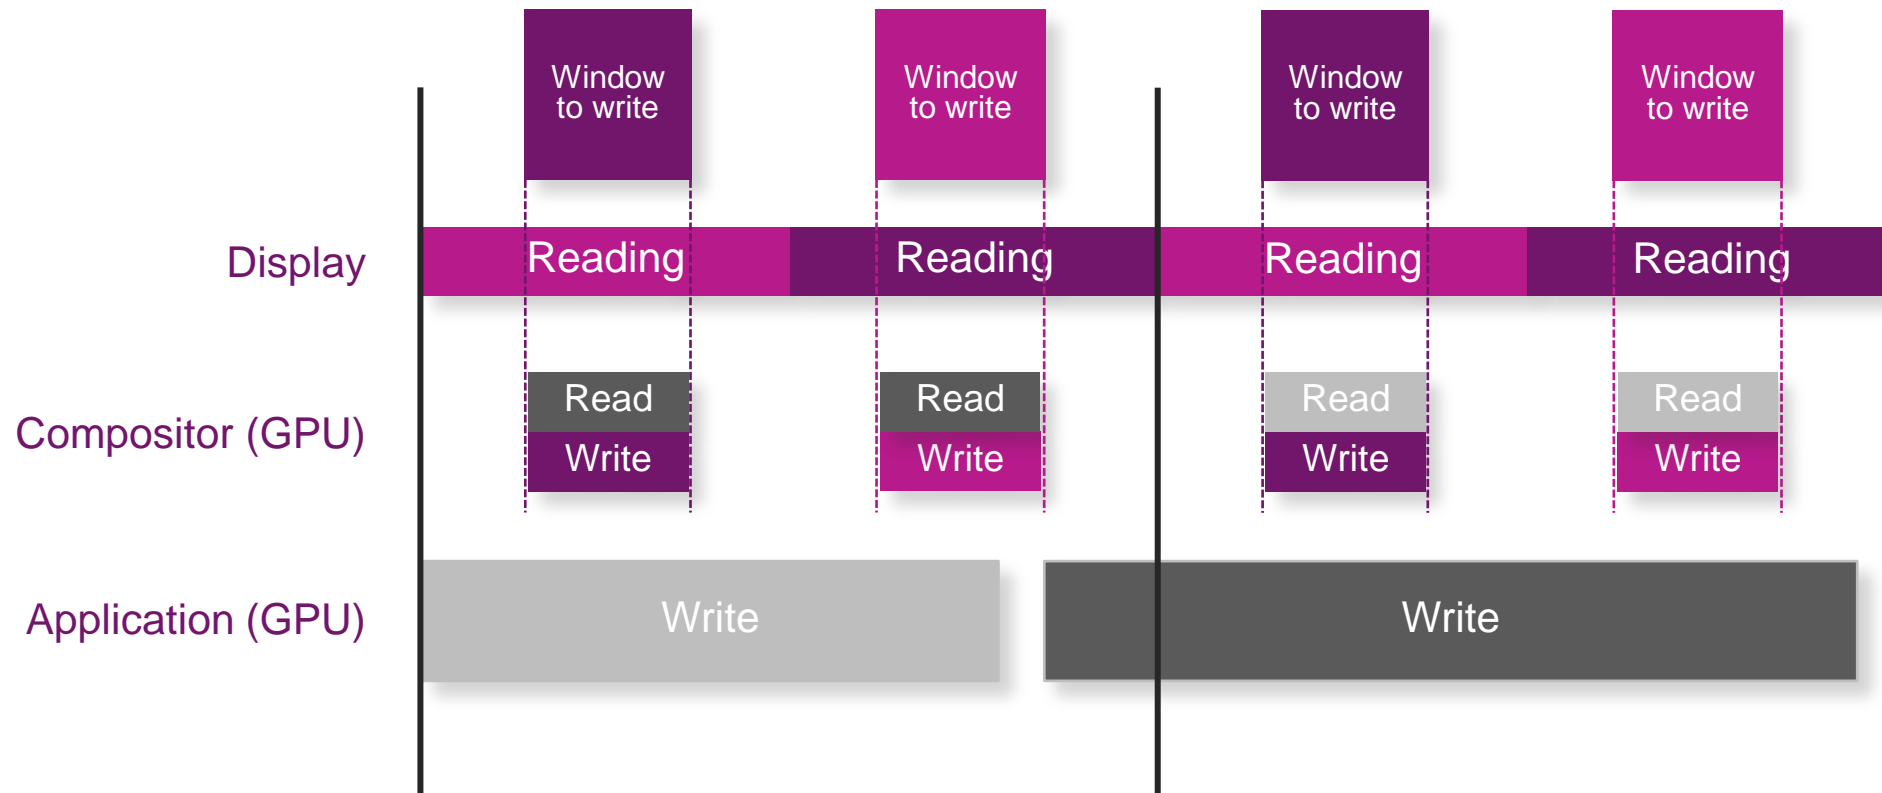 Window
to write
Window
to write
Window
to write
Window
to write
Display
Reading
Reading
Reading
Reading
Compositor (GPU)
Read
Read
Read
Read
Write
Write
Write
Write
Application (GPU)
Write
Write